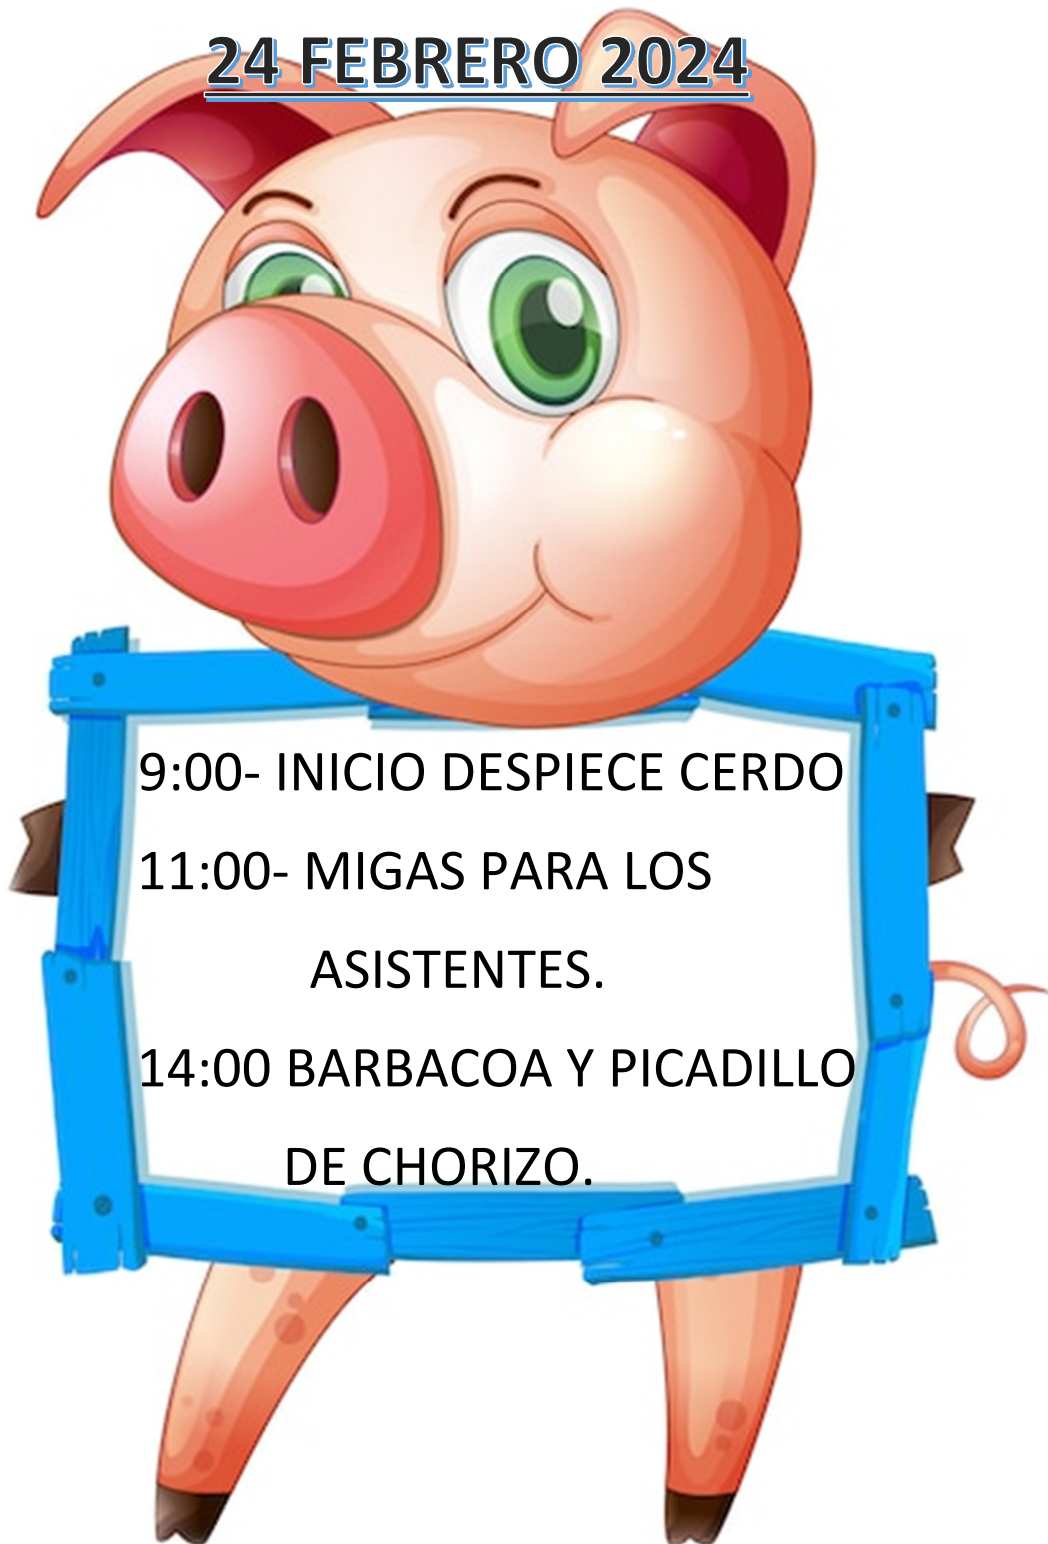 24 FEBRERO 2024
9:00- INICIO DESPIECE CERDO
11:00- MIGAS PARA LOS
ASISTENTES.
14:00 BARBACOA Y PICADILLO
DE CHORIZO.